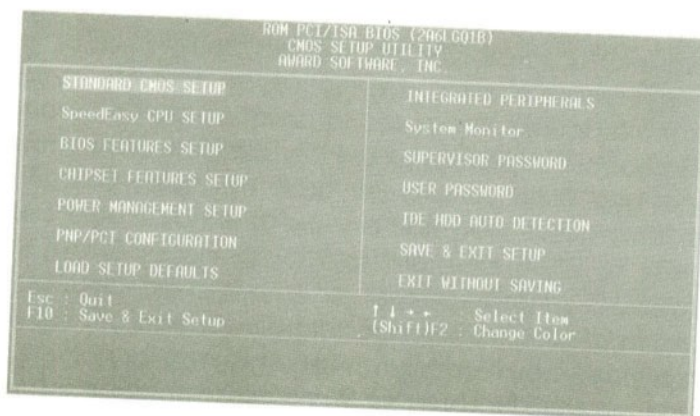 ROM PCI/ISA BIOS (2A6LGQ1B)
CMOS SETUP UTILITY
AWARD SOFTWARE, INC.
STANDARD CMOS SETUP
SpeedEasy CPU SETUP
BIOS FEATURES SETUP
CHIPSET FEATURES SETUP
POWER MANAGEMENT SETUP
PNP/PCI CONFIGURATION
LOAD SETUP DEFAULTS
INTEGRATED PERIPHERALS
System Monitor
SUPERVISOR PASSWORD
USER PASSWORD
IDE HDD AUTO DETECTION
SAVE & EXIT SETUP
EXIT WITHOUT SAVING
Esc : Quit
F10 : Save & Exit Setup
↑ ↓ → ← : Select Item
(Shift)F2 : Change Color